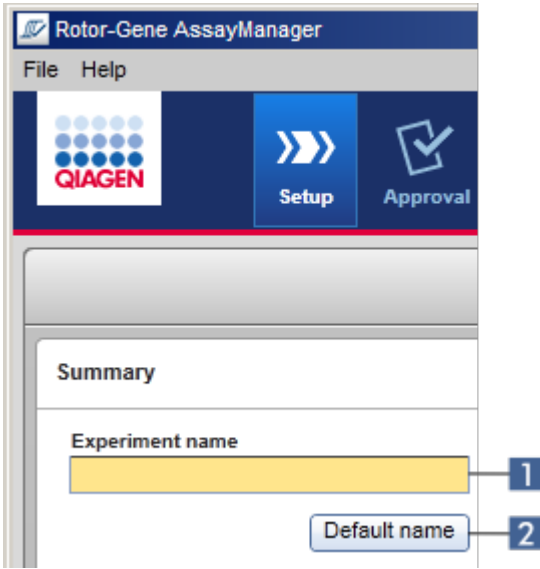 Rotor-Gene AssayManager
File Help
QIAGEN
Setup
Approval
Summary
Experiment name
1
Default name
2